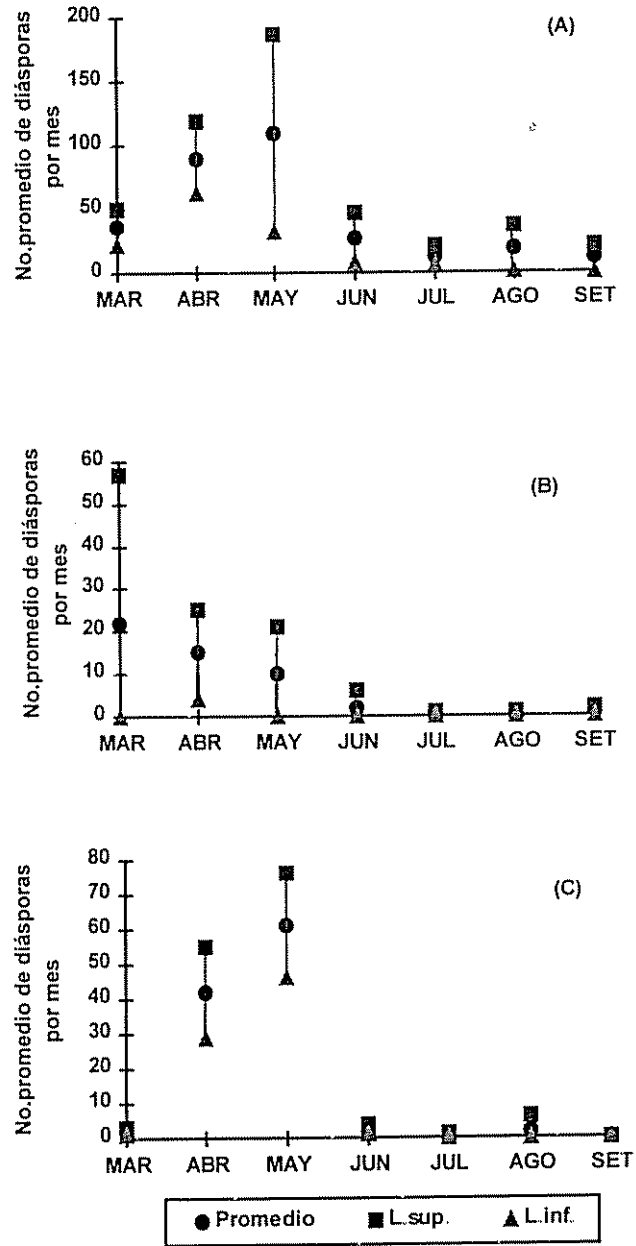 (A)
No.promedio de diásporas
por mes
200
150
100
50
0
MAR ABR MAY JUN JUL AGO SET
(B)
No.promedio de diásporas
por mes
60
50
40
30
20
10
0
MAR ABR MAY JUN JUL AGO SET
(C)
No.promedio de diásporas
por mes
80
70
60
50
40
30
20
10
0
MAR ABR MAY JUN JUL AGO SET
Promedio L.sup. L.inf.